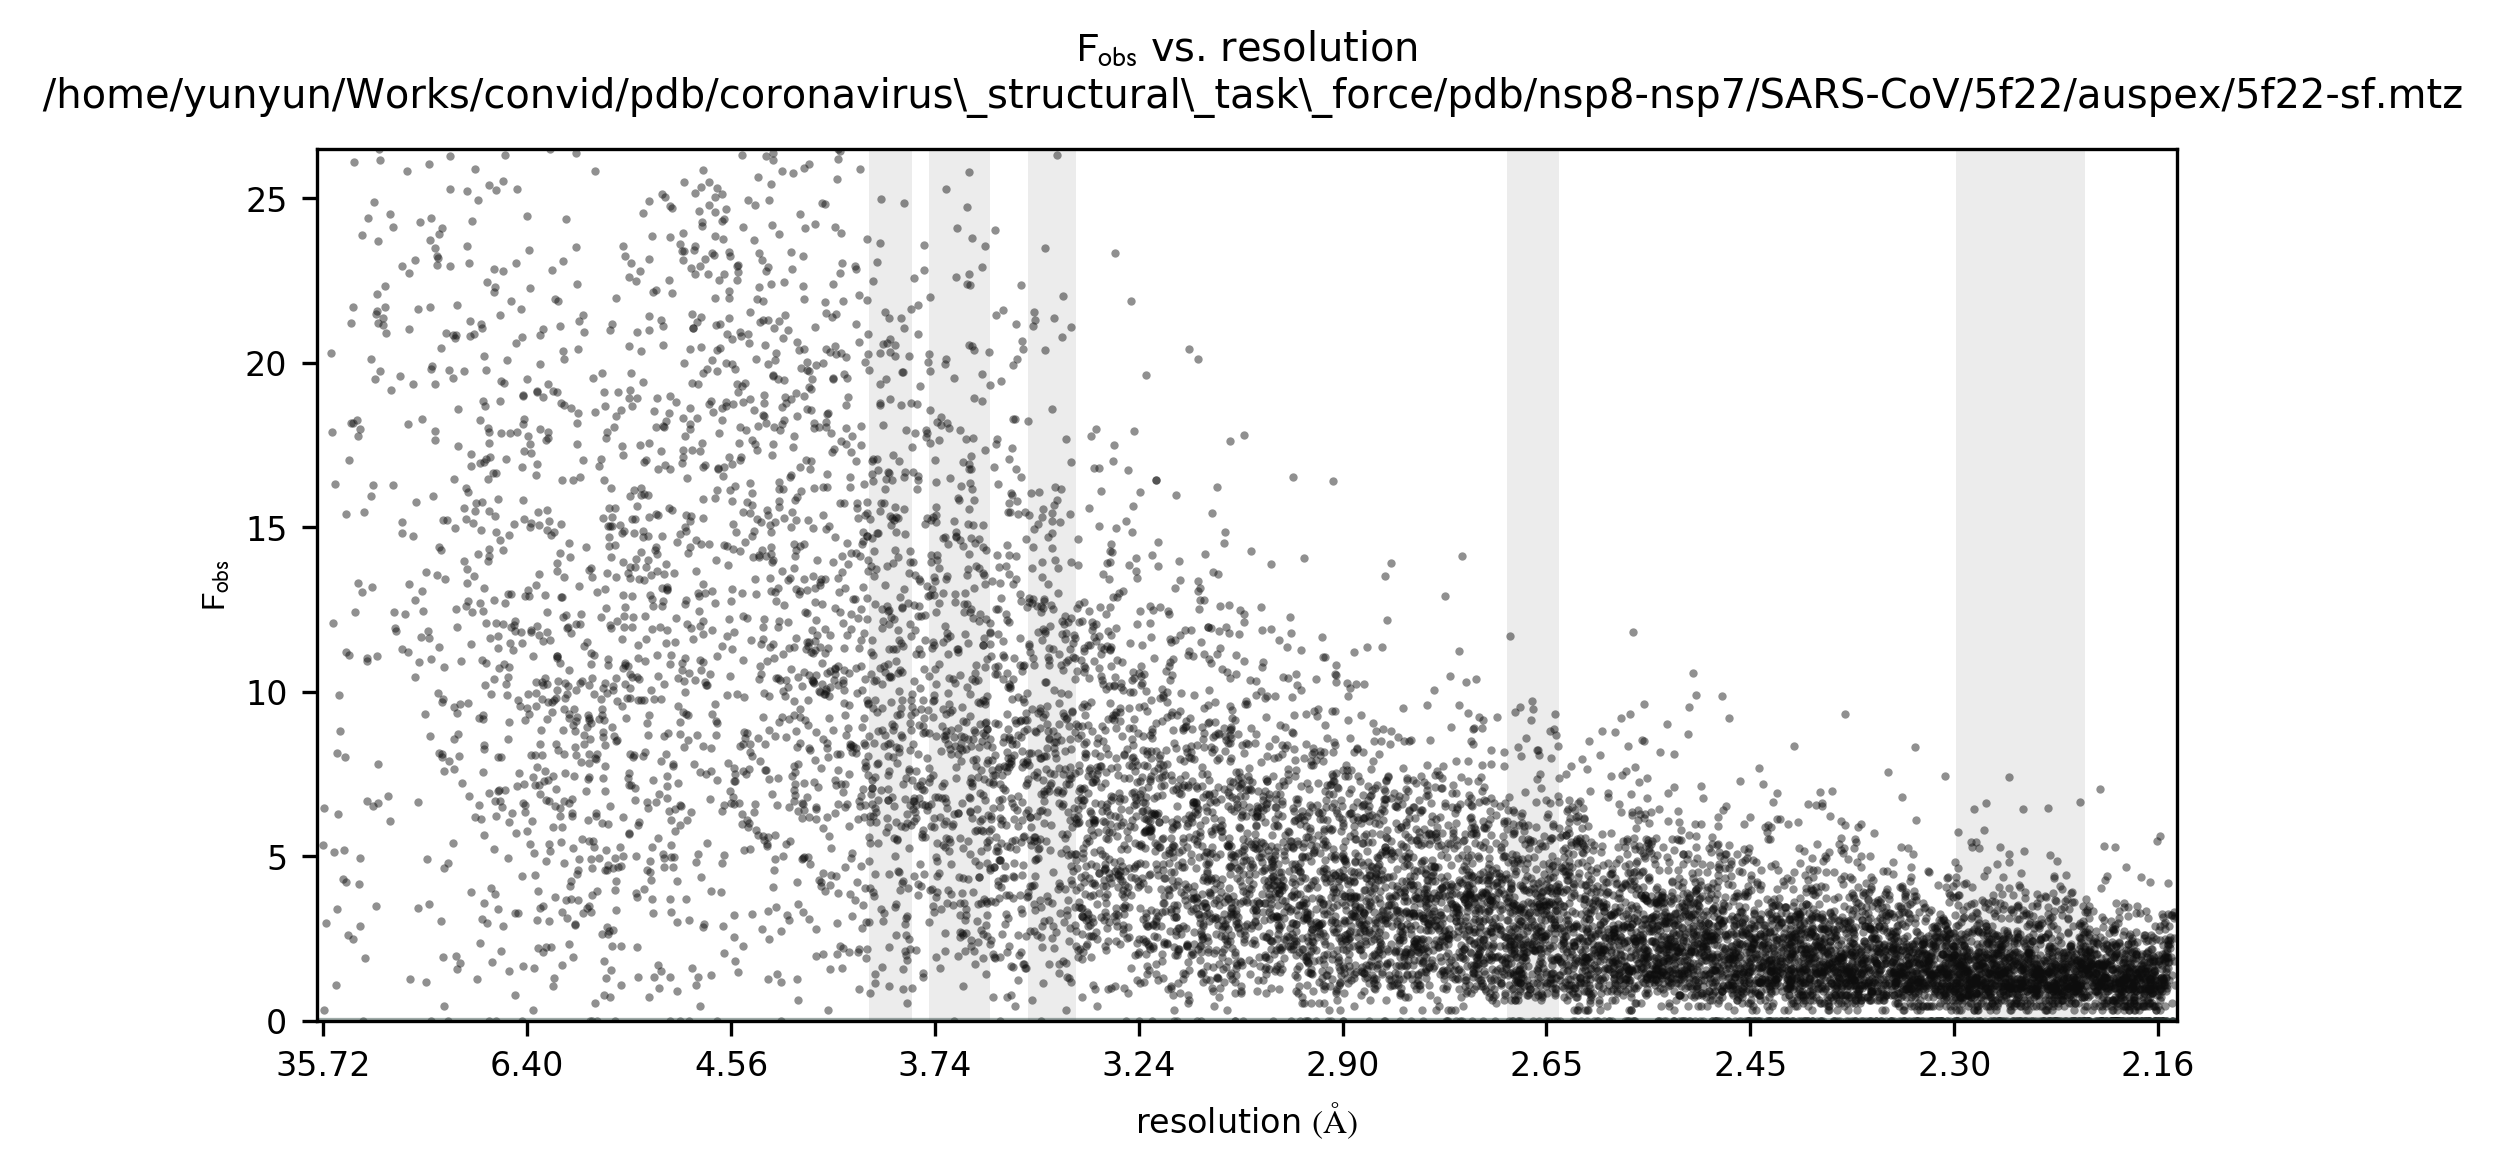 F_obs vs. resolution
/home/yunyun/Works/convid/pdb/coronavirus\_structural\_task\_force/pdb/nsp8-nsp7/SARS-CoV/5f22/auspex/5f22-sf.mtz
25
20
15
10
5
0
F_obs
35.72 6.40 4.56 3.74 3.24 2.90 2.65 2.45 2.30 2.16
resolution (Å)